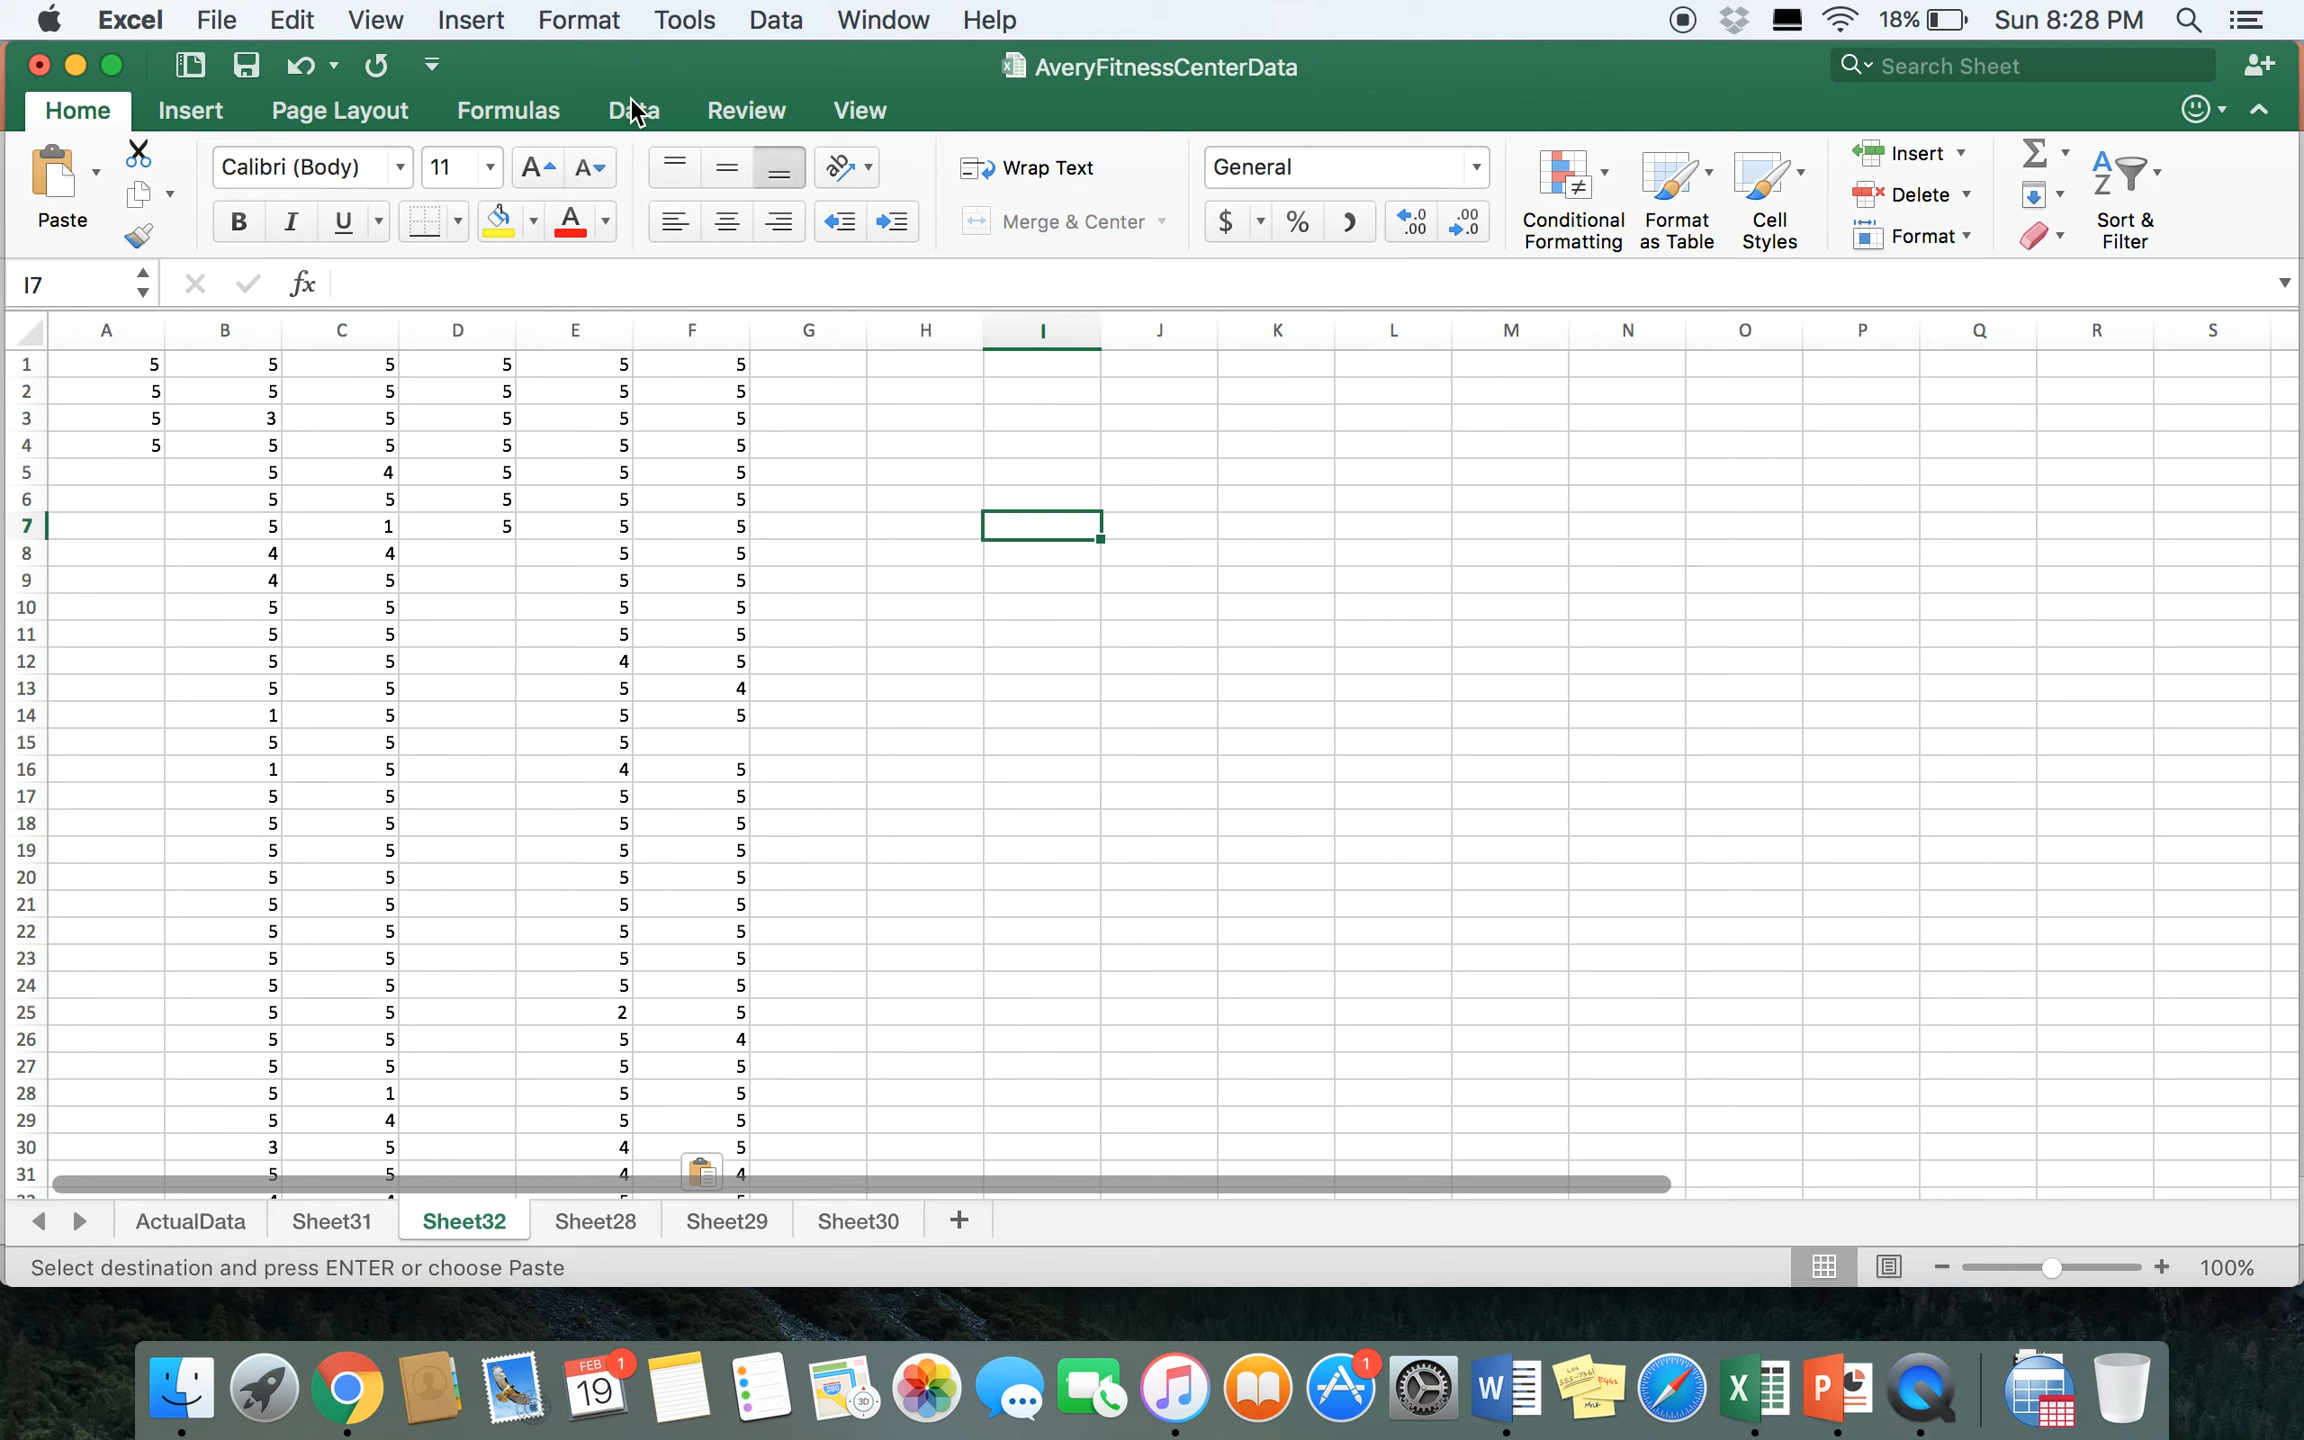 Excel File Edit View Insert Format Tools Data Window Help 18% Sun 8:28 PM
AveryFitnessCenterData Search Sheet
Home Insert Page Layout Formulas Data Review View
Paste Calibri (Body) 11 A A ab Wrap Text General Conditional Formatting Format as Table Cell Styles Insert Delete Format Sort & Filter
B I U A Merge & Center $ % .0 .00 .00 .0
I7 fx
A B C D E F G H I J K L M N O P Q R S
1 5 5 5 5 5 5
2 5 5 5 5 5 5
3 5 3 5 5 5 5
4 5 5 5 5 5 5
5 5 4 5 5 5
6 5 5 5 5 5
7 5 1 5 5 5
8 4 4 5 5
9 4 5 5 5
10 5 5 5 5
11 5 5 5 5
12 5 5 4 5
13 5 5 5 4
14 1 5 5 5
15 5 5 5
16 1 5 4 5
17 5 5 5 5
18 5 5 5 5
19 5 5 5 5
20 5 5 5 5
21 5 5 5 5
22 5 5 5 5
23 5 5 5 5
24 5 5 5 5
25 5 5 2 5
26 5 5 5 4
27 5 5 5 5
28 5 1 5 5
29 5 4 5 5
30 3 5 4 5
31 5 5 4 4
ActualData Sheet31 Sheet32 Sheet28 Sheet29 Sheet30 +
Select destination and press ENTER or choose Paste 100%
FEB 19 1 1